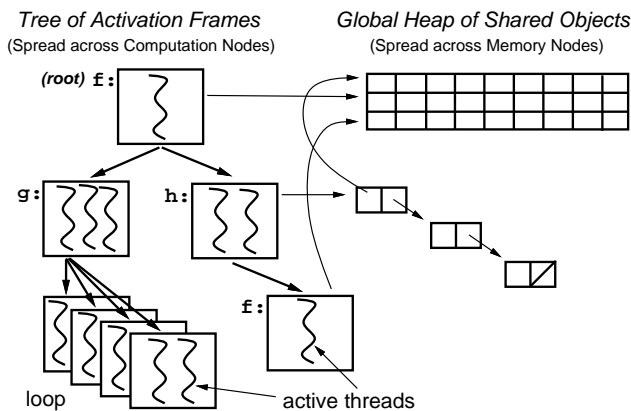 Tree of Activation Frames
(Spread across Computation Nodes)
Global Heap of Shared Objects
(Spread across Memory Nodes)
(root) f:
g:
h:
f:
loop
active threads